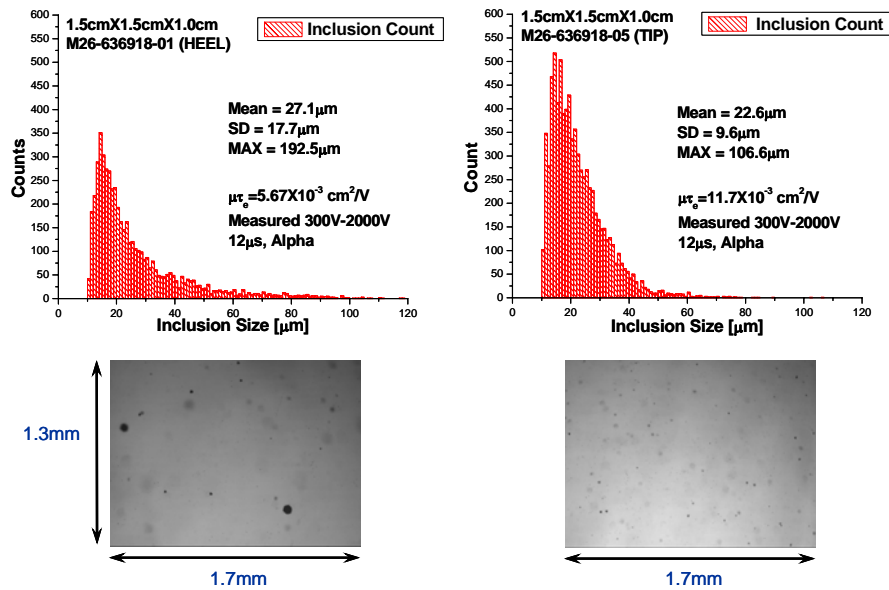 1.5cmX1.5cmX1.0cm
M26-636918-01 (HEEL)
Inclusion Count
Mean = 27.1μm
SD = 17.7μm
MAX = 192.5μm
μτe=5.67X10-3 cm2/V
Measured 300V-2000V
12μs, Alpha
Counts
600
550
500
450
400
350
300
250
200
150
100
50
0
0 20 40 60 80 100 120
Inclusion Size [μm]
1.5cmX1.5cmX1.0cm
M26-636918-05 (TIP)
Inclusion Count
Mean = 22.6μm
SD = 9.6μm
MAX = 106.6μm
μτe=11.7X10-3 cm2/V
Measured 300V-2000V
12μs, Alpha
Count
600
550
500
450
400
350
300
250
200
150
100
50
0
0 20 40 60 80 100 120
Inclusion Size [μm]
1.3mm
1.7mm
1.7mm